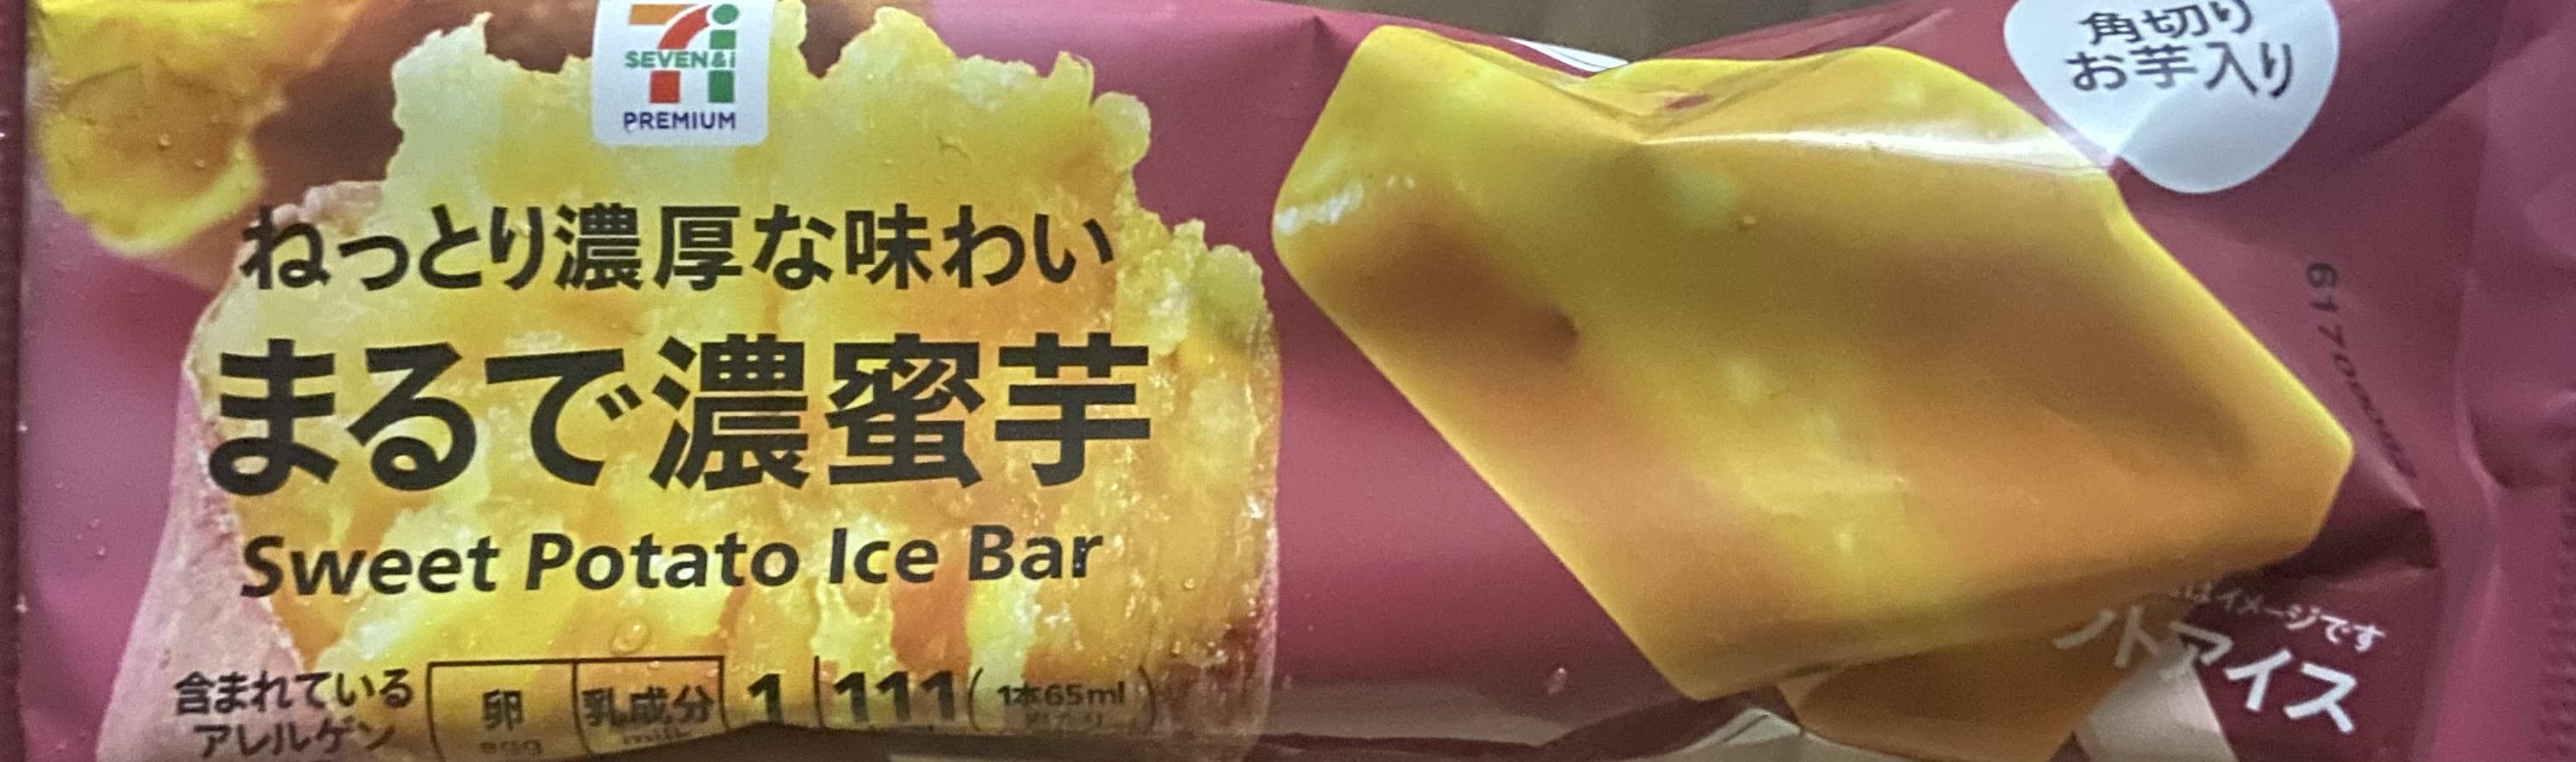 SEVEN&i
PREMIUM
角切り
お芋入り
ねっとり濃厚な味わい
まるで濃蜜芋
Sweet Potato Ice Bar
含まれている
アレルゲン
卵
egg
乳成分
milk
1
111
(1本65ml
)
はイメージです
トアイス